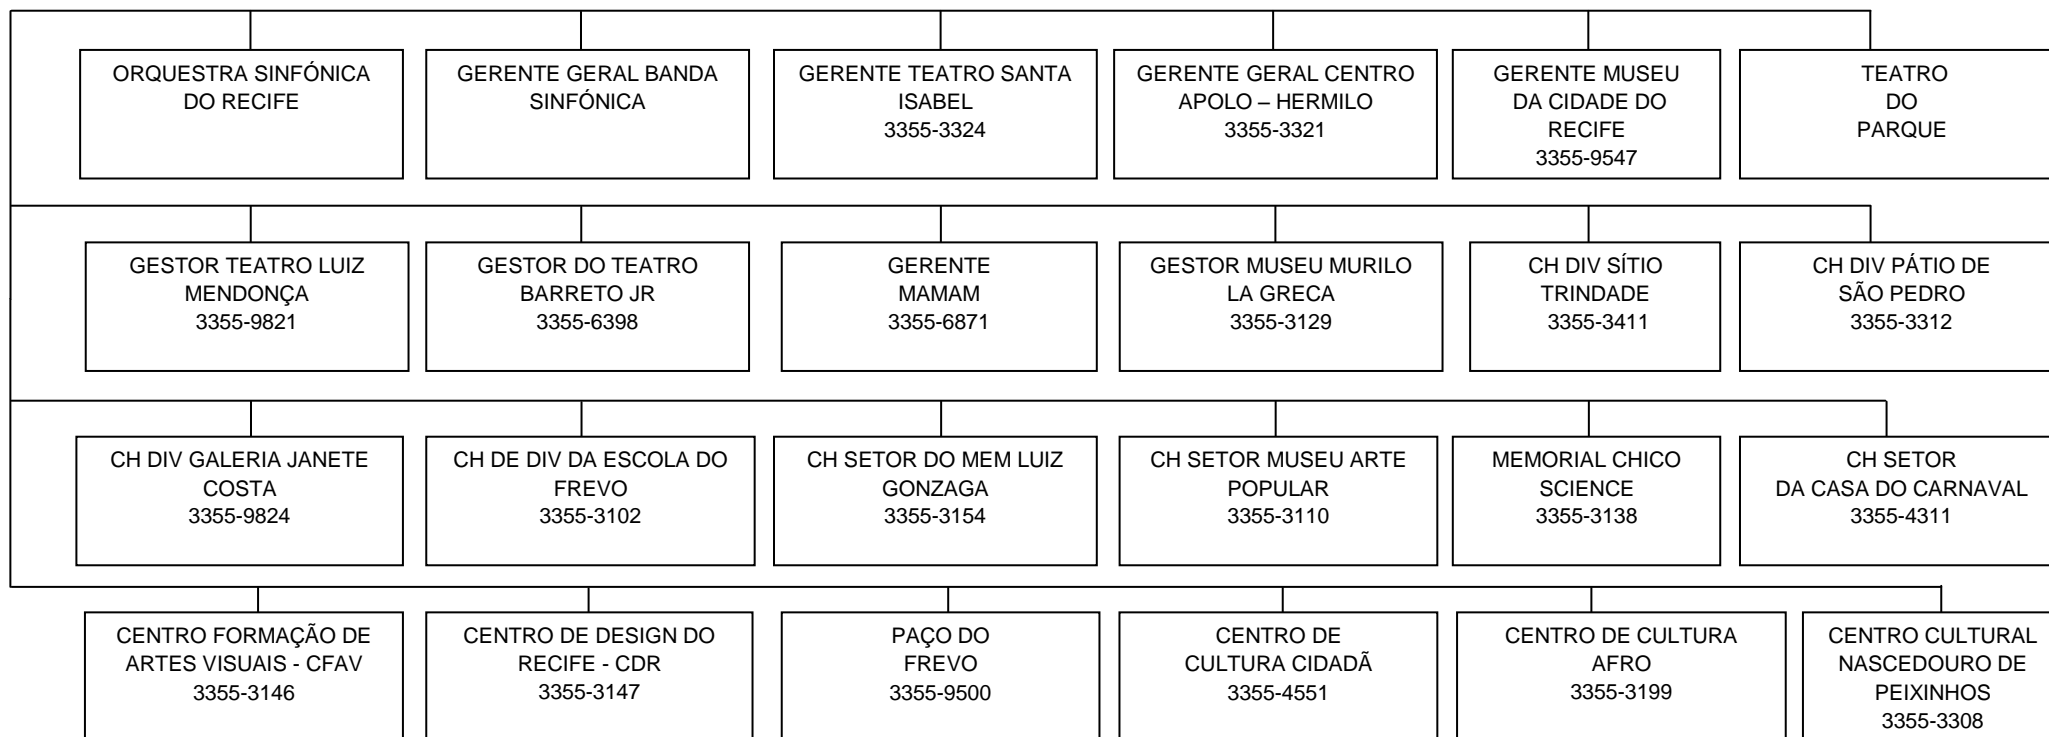 ORQUESTRA SINFÓNICA
DO RECIFE
GERENTE GERAL BANDA
SINFÓNICA
GERENTE TEATRO SANTA
ISABEL
3355-3324
GERENTE GERAL CENTRO
APOLO – HERMILO
3355-3321
GERENTE MUSEU
DA CIDADE DO
RECIFE
3355-9547
TEATRO
DO
PARQUE
GESTOR TEATRO LUIZ
MENDONÇA
3355-9821
GESTOR DO TEATRO
BARRETO JR
3355-6398
GERENTE
MAMAM
3355-6871
GESTOR MUSEU MURILO
LA GRECA
3355-3129
CH DIV SÍTIO
TRINDADE
3355-3411
CH DIV PÁTIO DE
SÃO PEDRO
3355-3312
CH DIV GALERIA JANETE
COSTA
3355-9824
CH DE DIV DA ESCOLA DO
FREVO
3355-3102
CH SETOR DO MEM LUIZ
GONZAGA
3355-3154
CH SETOR MUSEU ARTE
POPULAR
3355-3110
MEMORIAL CHICO
SCIENCE
3355-3138
CH SETOR
DA CASA DO CARNAVAL
3355-4311
CENTRO FORMAÇÃO DE
ARTES VISUAIS - CFAV
3355-3146
CENTRO DE DESIGN DO
RECIFE - CDR
3355-3147
PAÇO DO
FREVO
3355-9500
CENTRO DE
CULTURA CIDADÃ
3355-4551
CENTRO DE CULTURA
AFRO
3355-3199
CENTRO CULTURAL
NASCEDOURO DE
PEIXINHOS
3355-3308